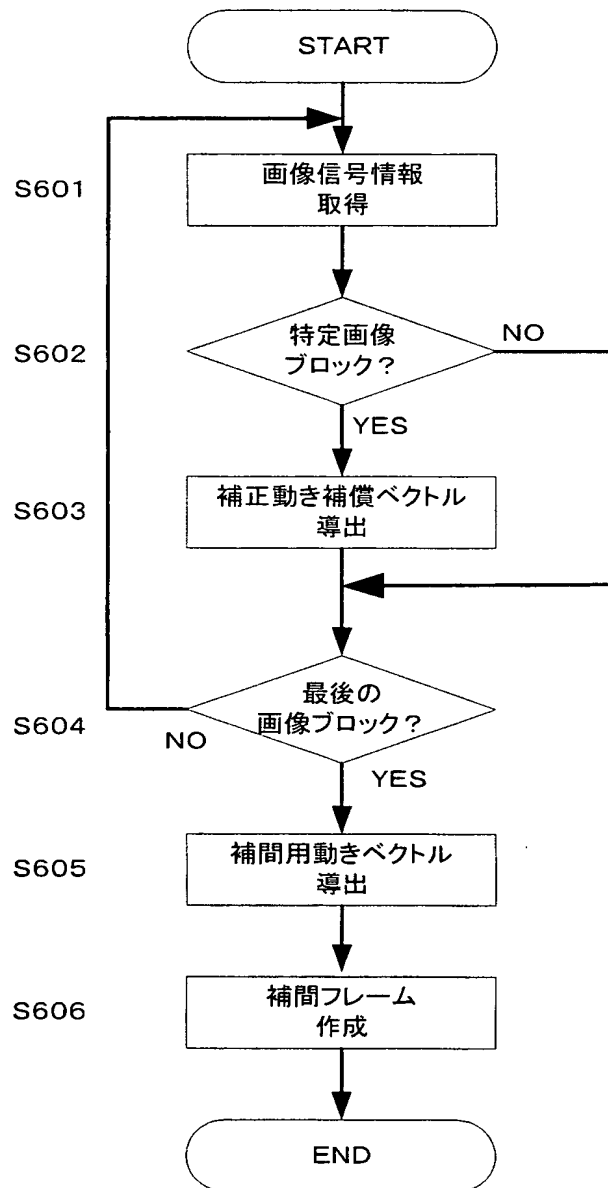 START
S601
画像信号情報
取得
S602
特定画像
ブロック？
NO
YES
S603
補正動き補償ベクトル
導出
S604
最後の
画像ブロック？
NO
YES
S605
補間用動きベクトル
導出
S606
補間フレーム
作成
END